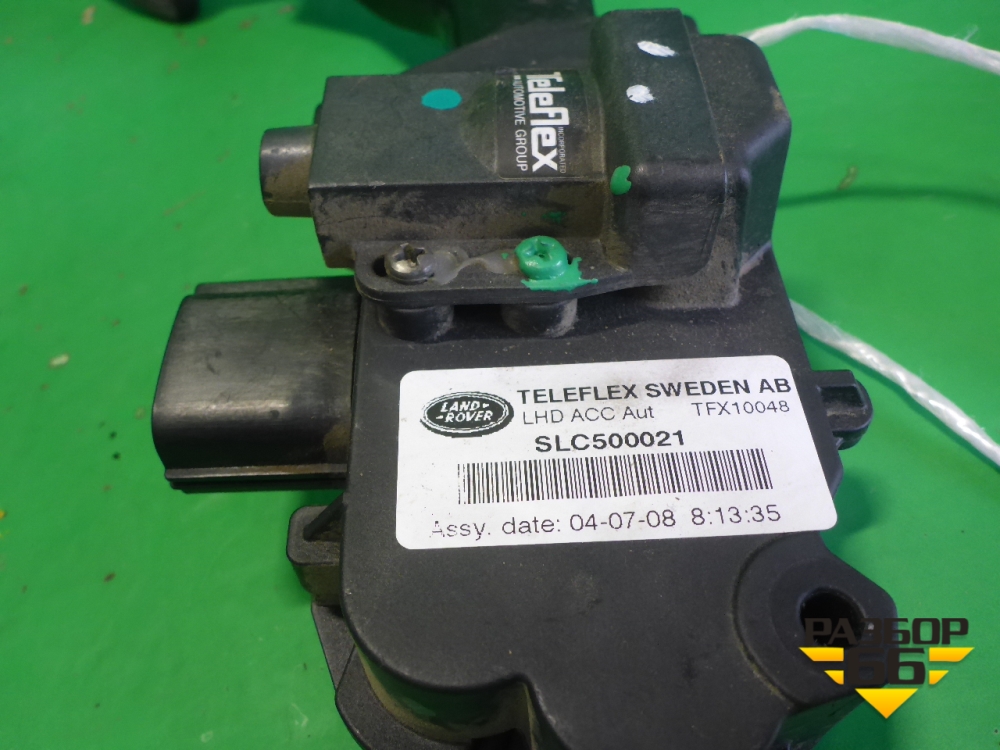 Teleflex
INCORPORATED
AUTOMOTIVE GROUP
LAND
ROVER
TELEFLEX SWEDEN AB
LHD ACC Aut TFX10048
SLC500021
Assy. date: 04-07-08 8:13:35
РАЗБОР
66